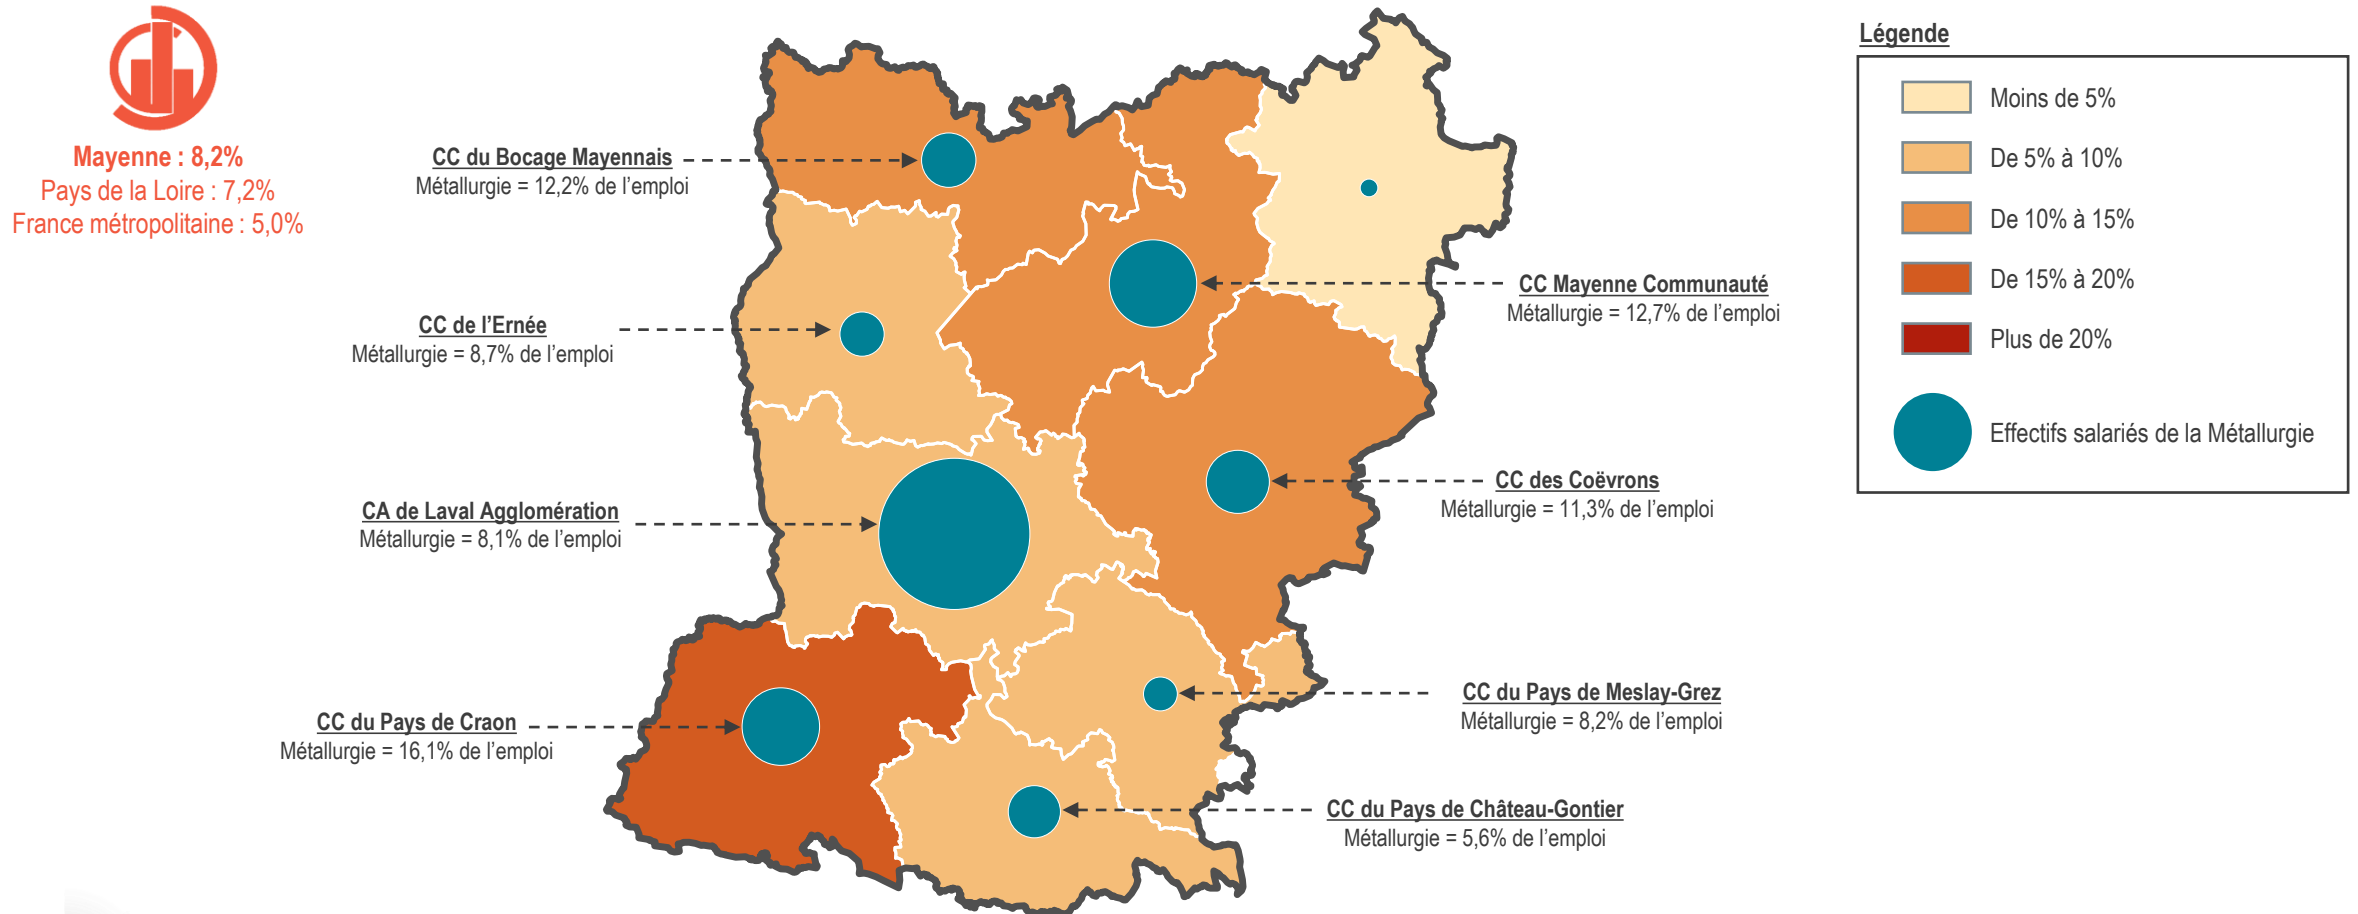 Mayenne : 8,2%
Pays de la Loire : 7,2%
France métropolitaine : 5,0%
CC du Bocage Mayennais
Métallurgie = 12,2% de l’emploi
CC de l’Ernée
Métallurgie = 8,7% de l’emploi
CA de Laval Agglomération
Métallurgie = 8,1% de l’emploi
CC du Pays de Craon
Métallurgie = 16,1% de l’emploi
CC Mayenne Communauté
Métallurgie = 12,7% de l’emploi
CC des Coëvrons
Métallurgie = 11,3% de l’emploi
CC du Pays de Meslay-Grez
Métallurgie = 8,2% de l’emploi
CC du Pays de Château-Gontier
Métallurgie = 5,6% de l’emploi
Légende
Moins de 5%
De 5% à 10%
De 10% à 15%
De 15% à 20%
Plus de 20%
Effectifs salariés de la Métallurgie